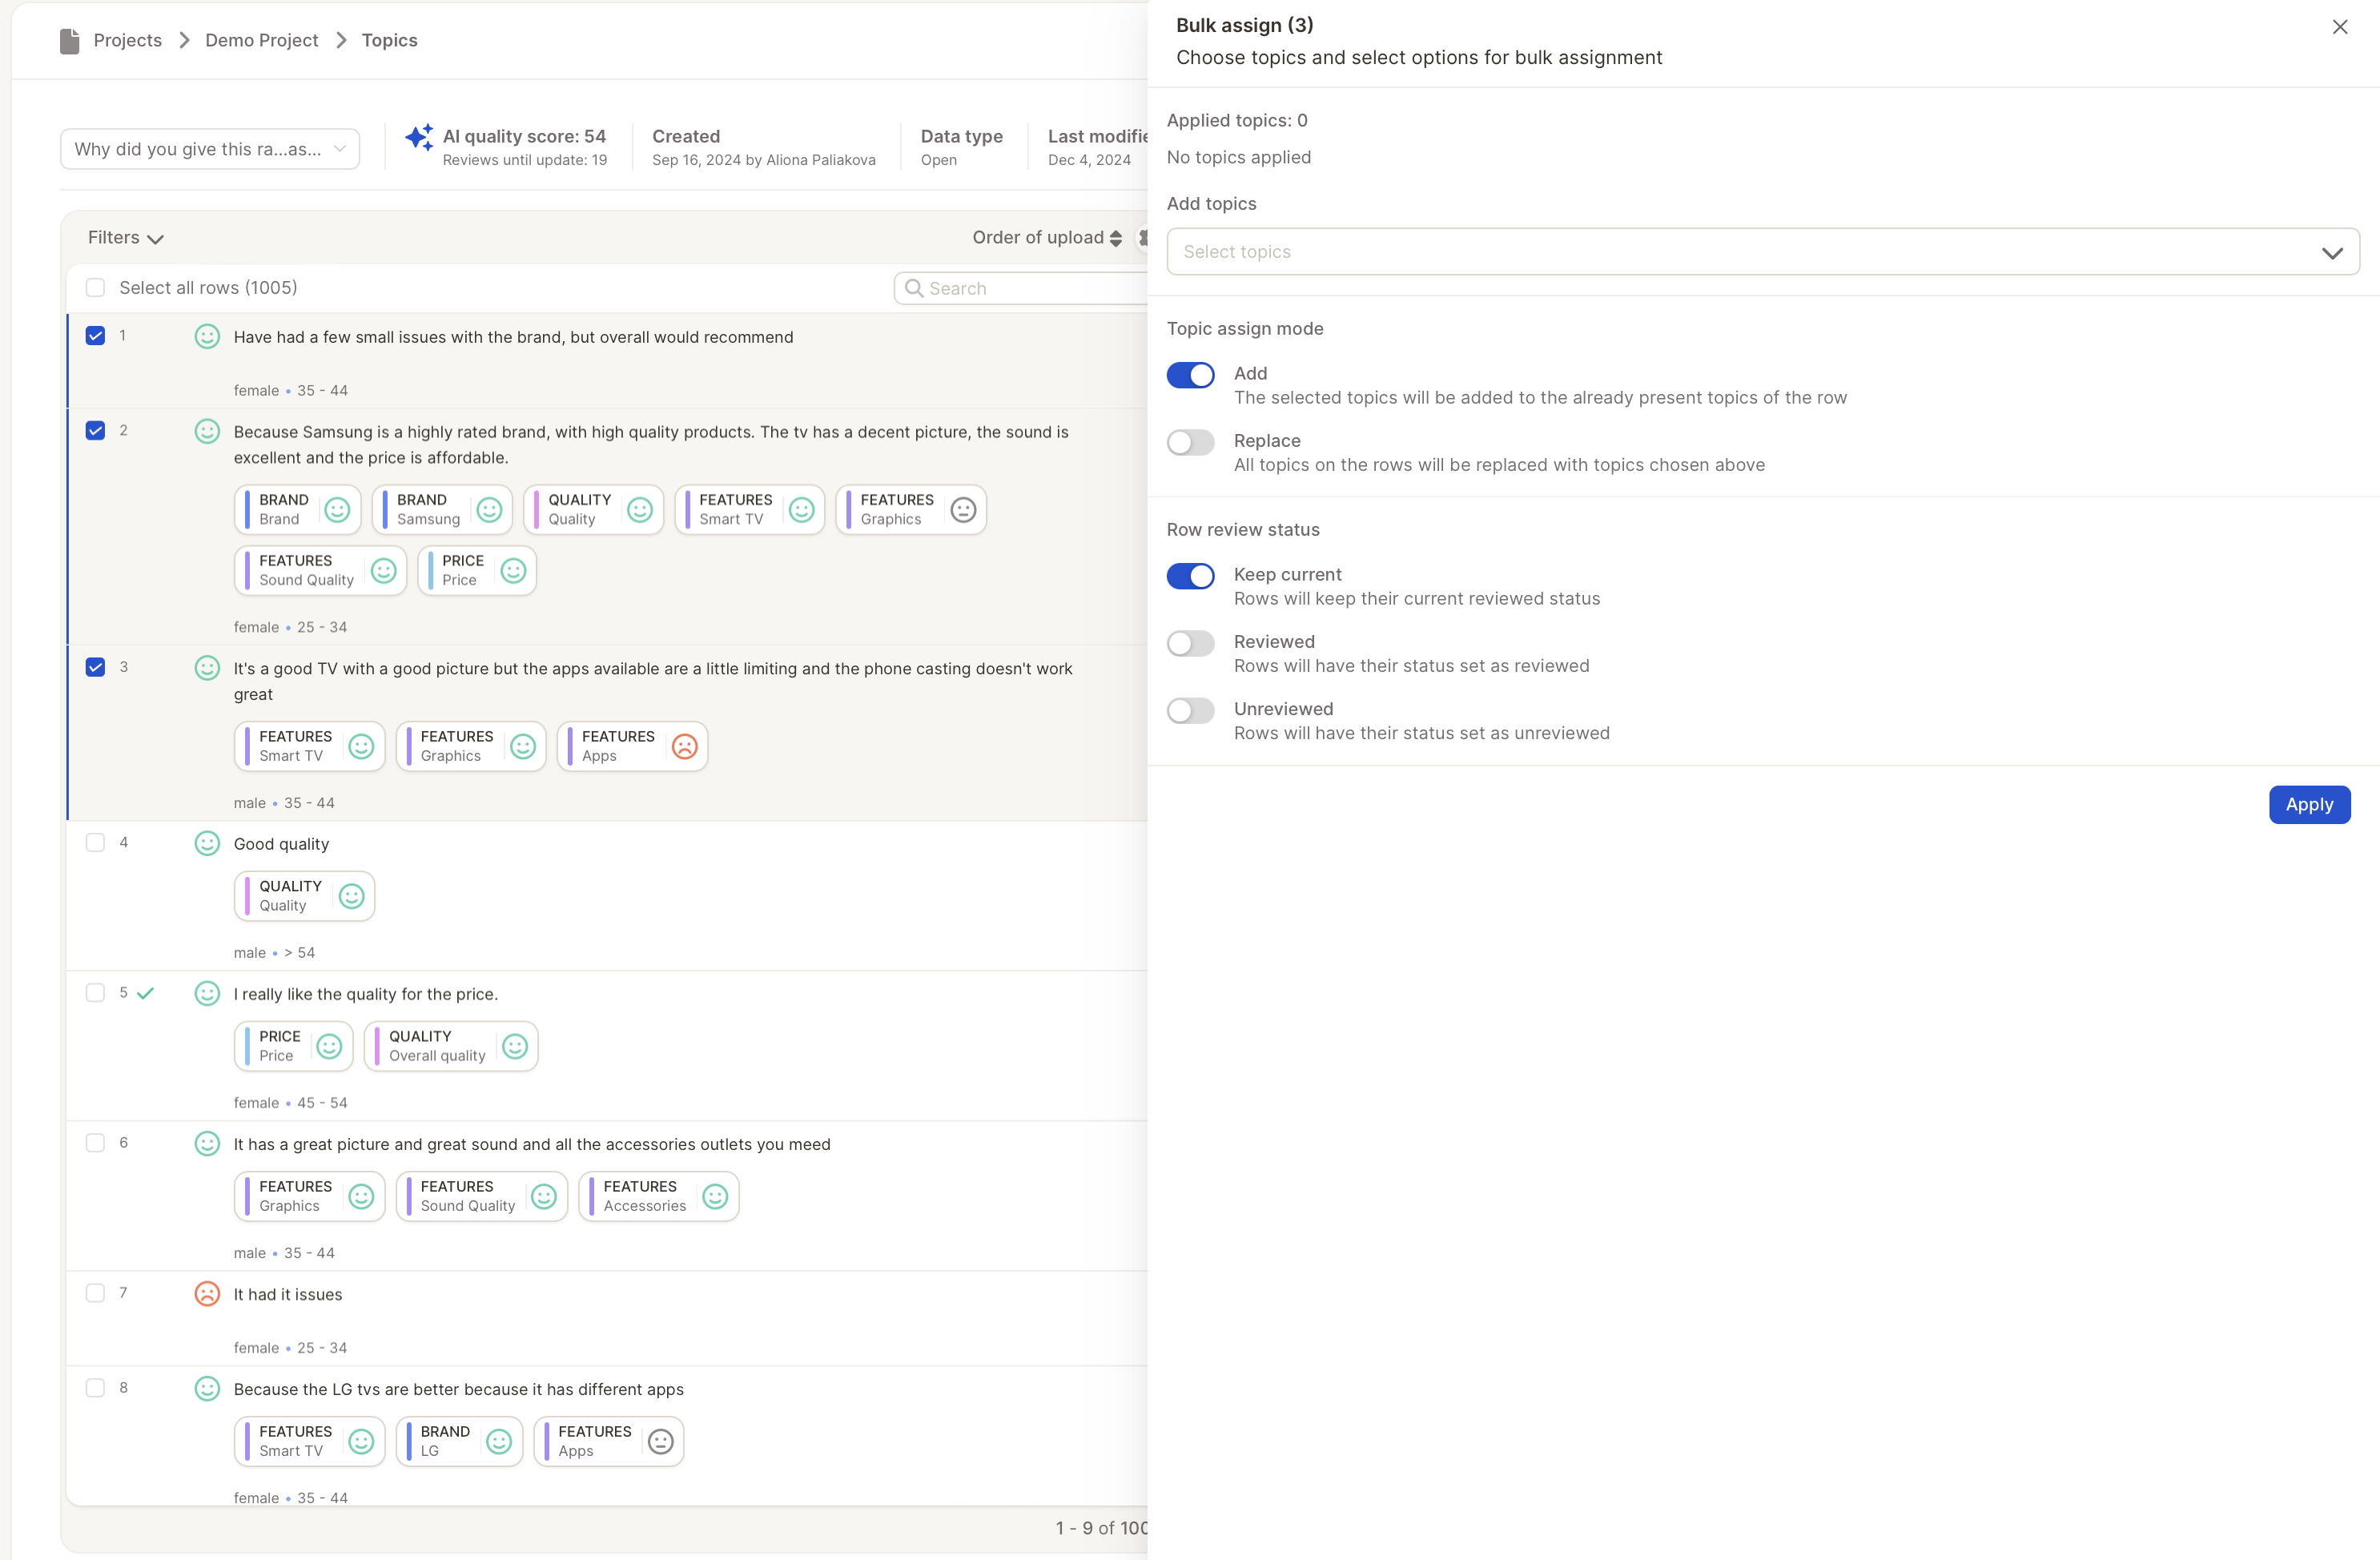 Projects > Demo Project > Topics
Why did you give this ra...as...
AI quality score: 54
Reviews until update: 19
Created
Sep 16, 2024 by Aliona Paliakova
Data type
Open
Last
Dec 4, 2024
Filters
Order of upload
Select all rows (1005)
Search
1
Have had a few small issues with the brand, but overall would recommend
female • 35 - 44
2
Because Samsung is a highly rated brand, with high quality products. The tv has a decent picture, the sound is
excellent and the price is affordable.
BRAND
Brand
BRAND
Samsung
QUALITY
Quality
FEATURES
Smart TV
FEATURES
Graphics
FEATURES
Sound Quality
PRICE
Price
female • 25 - 34
3
It's a good TV with a good picture but the apps available are a little limiting and the phone casting doesn't work
great
FEATURES
Smart TV
FEATURES
Graphics
FEATURES
Apps
male • 35 - 44
4
Good quality
QUALITY
Quality
male • > 54
5
I really like the quality for the price.
PRICE
Price
QUALITY
Overall quality
female • 45 - 54
6
It has a great picture and great sound and all the accessories outlets you meed
FEATURES
Graphics
FEATURES
Sound Quality
FEATURES
Accessories
male • 35 - 44
7
It had it issues
female • 25 - 34
8
Because the LG tvs are better because it has different apps
FEATURES
Smart TV
BRAND
LG
FEATURES
Apps
female • 35 - 44
1 - 9 of
Bulk assign (3)
Choose topics and select options for bulk assignment
Applied topics: 0
No topics applied
Add topics
Select topics
Topic assign mode
Add
The selected topics will be added to the already present topics of the row
Replace
All topics on the rows will be replaced with topics chosen above
Row review status
Keep current
Rows will keep their current reviewed status
Reviewed
Rows will have their status set as reviewed
Unreviewed
Rows will have their status set as unreviewed
Apply